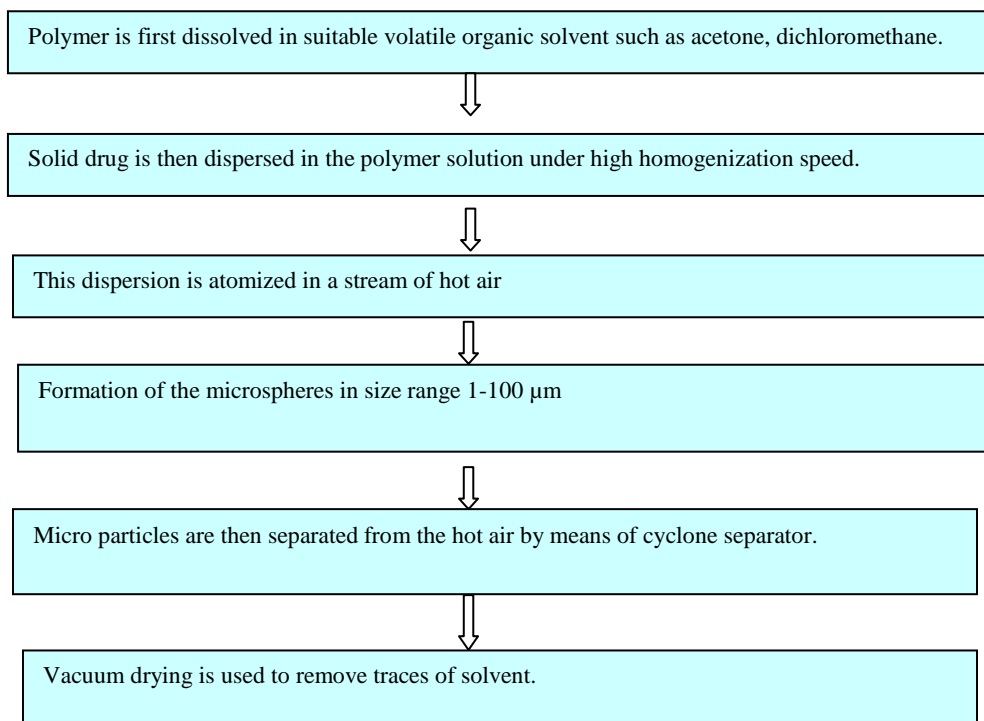 Polymer is first dissolved in suitable volatile organic solvent such as acetone, dichloromethane.
Solid drug is then dispersed in the polymer solution under high homogenization speed.
This dispersion is atomized in a stream of hot air
Formation of the microspheres in size range 1-100 µm
Micro particles are then separated from the hot air by means of cyclone separator.
Vacuum drying is used to remove traces of solvent.